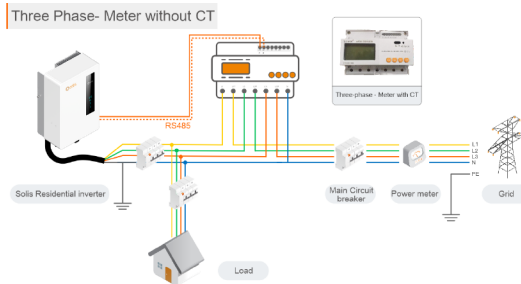 Three Phase- Meter without CT
RS485
Three-phase - Meter with CT
L1
L2
L3
N
PE
Solis Residential inverter
Main Circuit
breaker
Power meter
Grid
Load